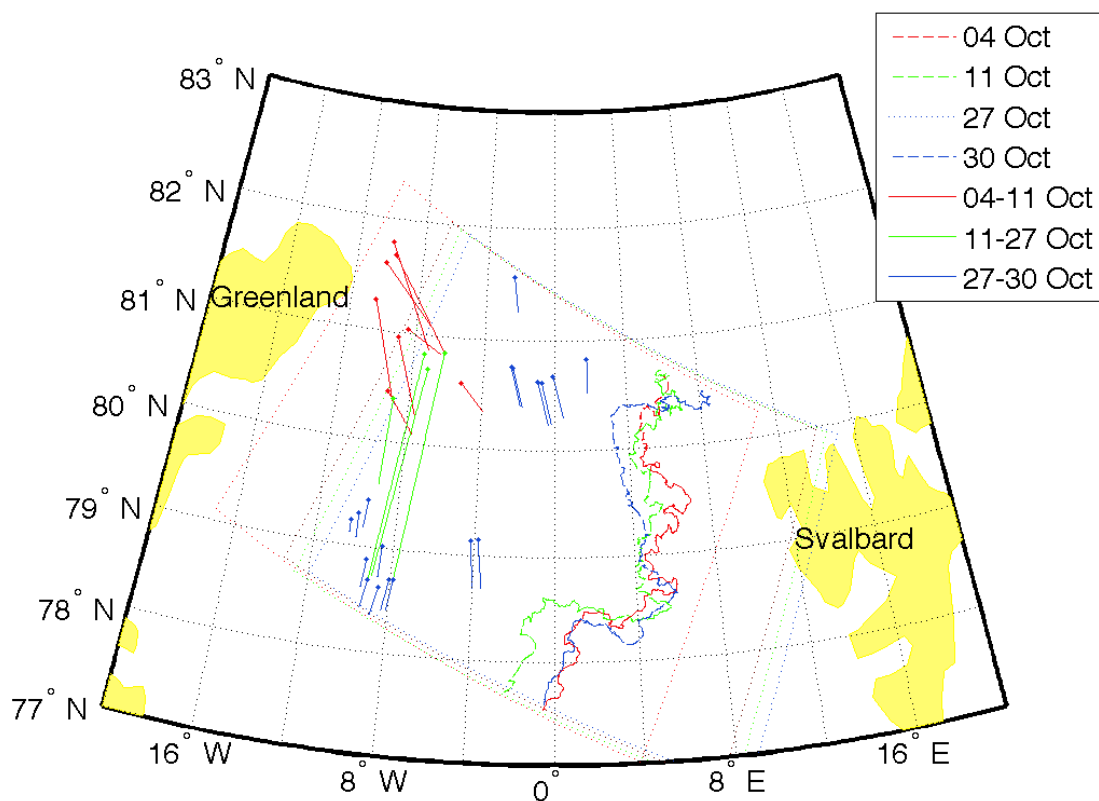 83° N
82° N
81° N
80° N
79° N
78° N
77° N
16° W
8° W
0°
8° E
16° E
Greenland
Svalbard
04 Oct
11 Oct
27 Oct
30 Oct
04-11 Oct
11-27 Oct
27-30 Oct